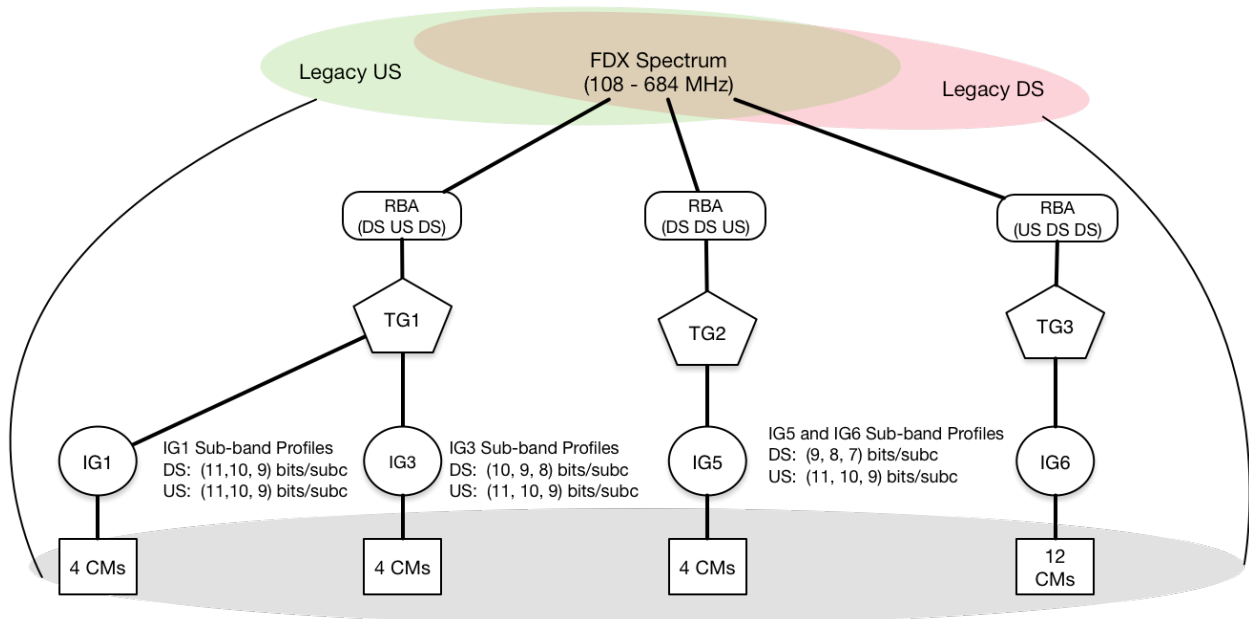 Legacy US
FDX Spectrum
(108 - 684 MHz)
Legacy DS
RBA
(DS US DS)
RBA
(DS DS US)
RBA
(US DS DS)
TG1
TG2
TG3
IG1
IG1 Sub-band Profiles
DS:  (11,10, 9) bits/subc
US:  (11,10, 9) bits/subc
IG3
IG3 Sub-band Profiles
DS:  (10, 9, 8) bits/subc
US:  (11, 10, 9) bits/subc
IG5
IG5 and IG6 Sub-band Profiles
DS:  (9, 8, 7) bits/subc
US:  (11, 10, 9) bits/subc
IG6
4 CMs
4 CMs
4 CMs
12
CMs